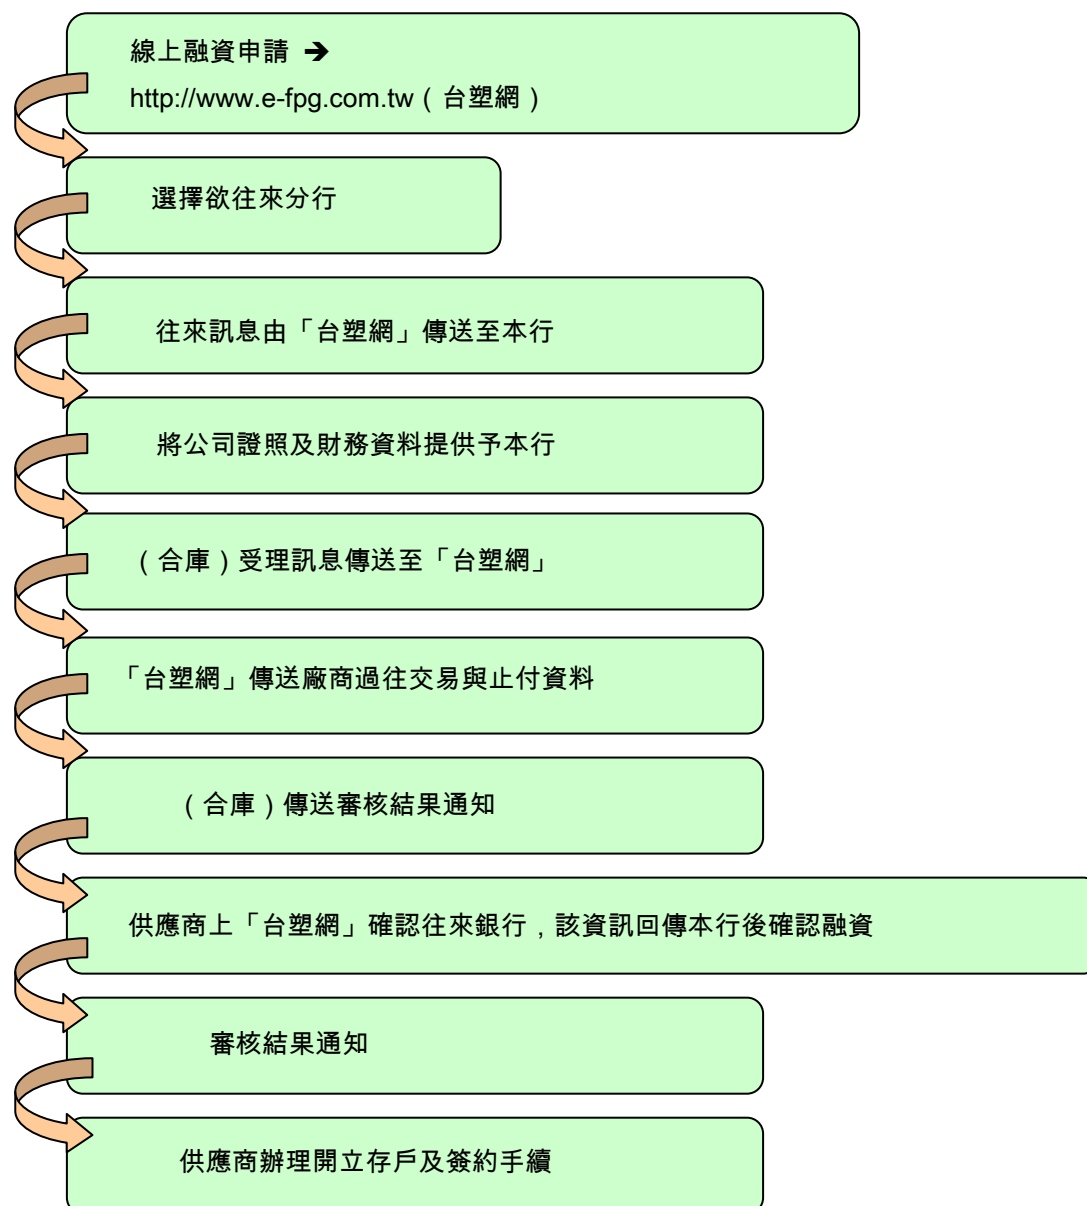 線上融資申請 ➔
http://www.e-fpg.com.tw（台塑網）
選擇欲往來分行
往來訊息由「台塑網」傳送至本行
將公司證照及財務資料提供予本行
（合庫）受理訊息傳送至「台塑網」
「台塑網」傳送廠商過往交易與止付資料
（合庫）傳送審核結果通知
供應商上「台塑網」確認往來銀行，該資訊回傳本行後確認融資
審核結果通知
供應商辦理開立存戶及簽約手續